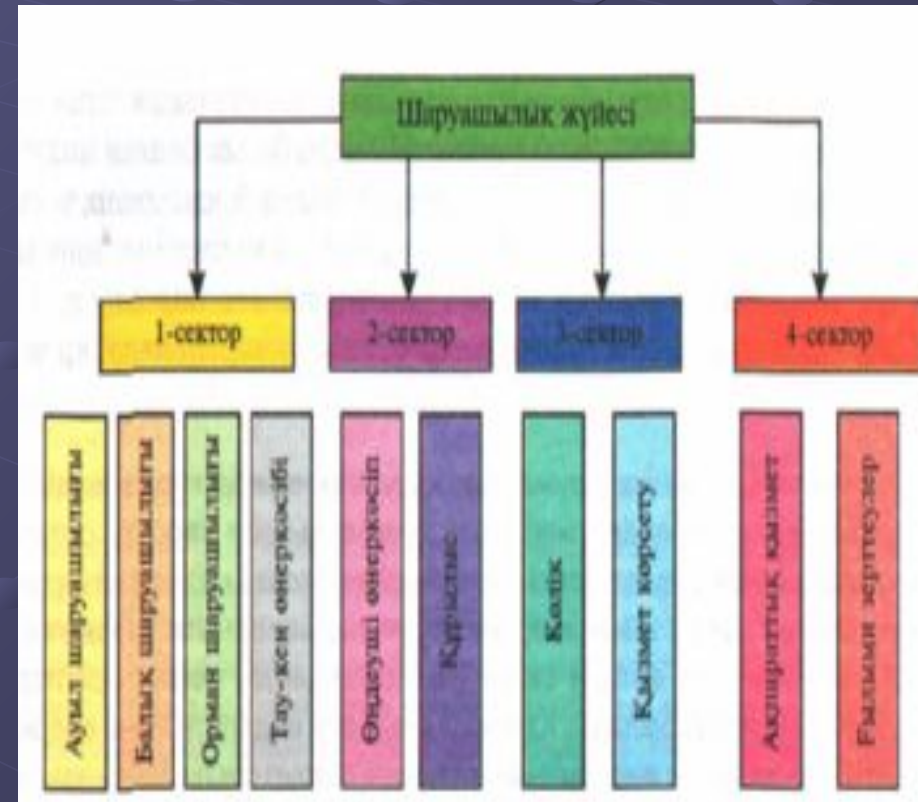 Шаруашылық жүйесі
1-сектор
2-сектор
3-сектор
4-сектор
Ауыл шаруашылығы
Балық шаруашылығы
Орман шаруашылығы
Тау-кен өнеркәсібі
Өңдеуші өнеркәсіп
Құрылыс
Көлік
Қызмет көрсету
Ақпараттық қызмет
Ғылыми зерттеулер